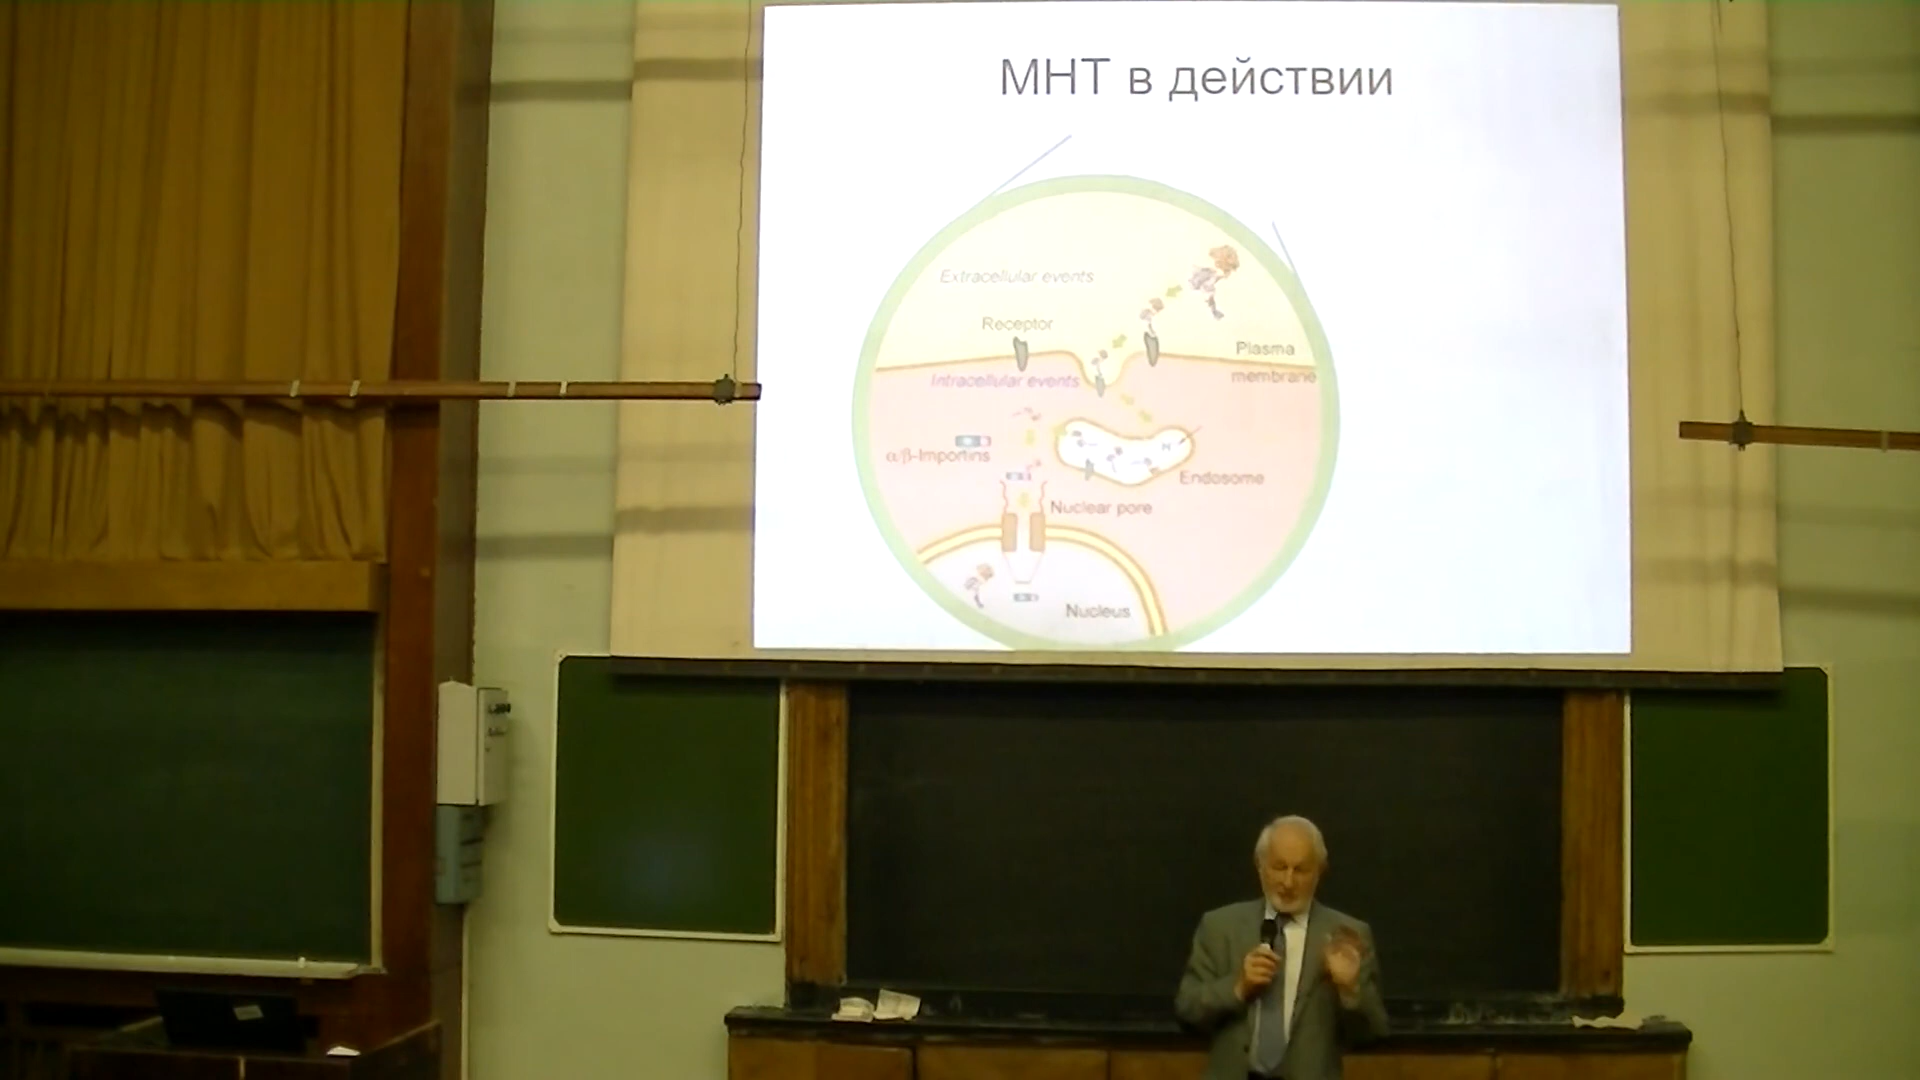 МНТ в действии
Extracellular events
Receptor
Plasma
membrane
Intracellular events
α/β-Importins
Endosome
Nuclear pore
Nucleus